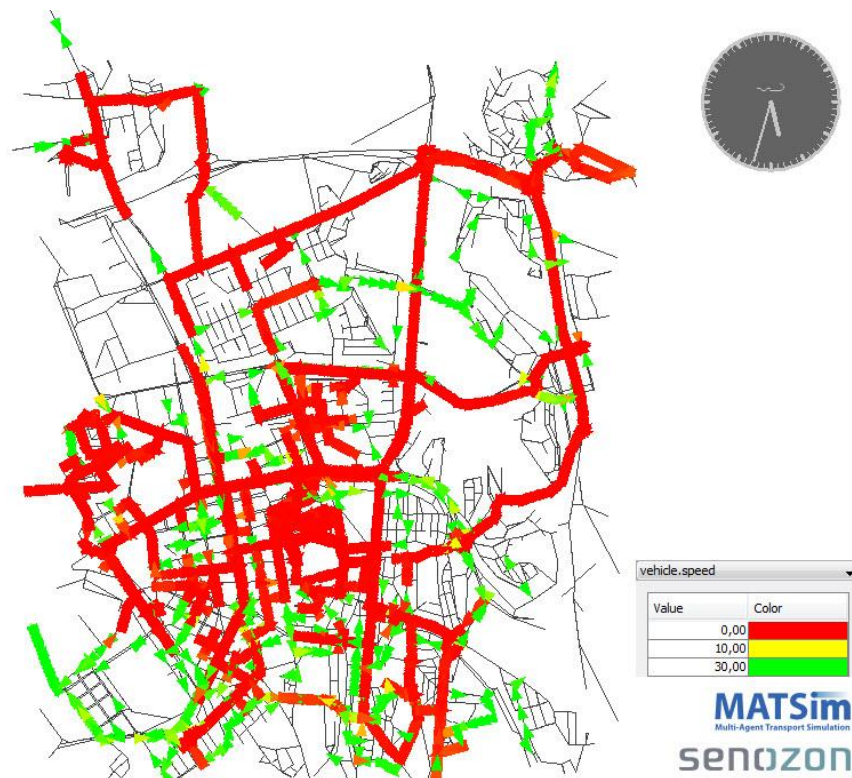 vehicle.speed
Value Color
0,00
10,00
30,00
MATSim
Multi-Agent Transport Simulation
senozon